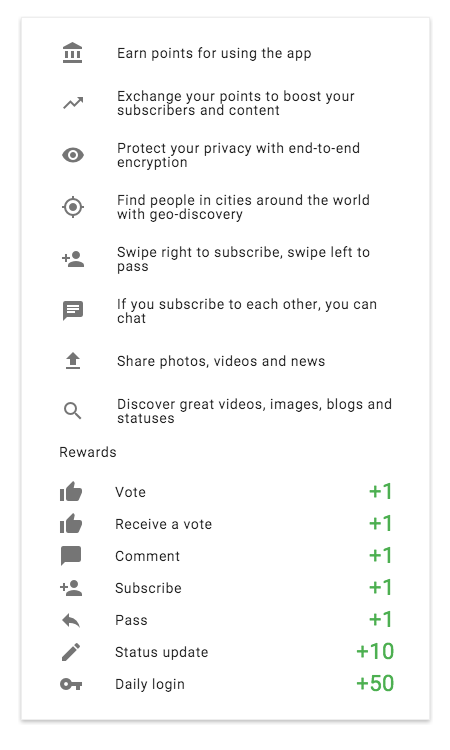 Earn points for using the app
Exchange your points to boost your
subscribers and content
Protect your privacy with end-to-end
encryption
Find people in cities around the world
with geo-discovery
Swipe right to subscribe, swipe left to
pass
If you subscribe to each other, you can
chat
Share photos, videos and news
Discover great videos, images, blogs and
statuses
Rewards
Vote +1
Receive a vote +1
Comment +1
Subscribe +1
Pass +1
Status update +10
Daily login +50